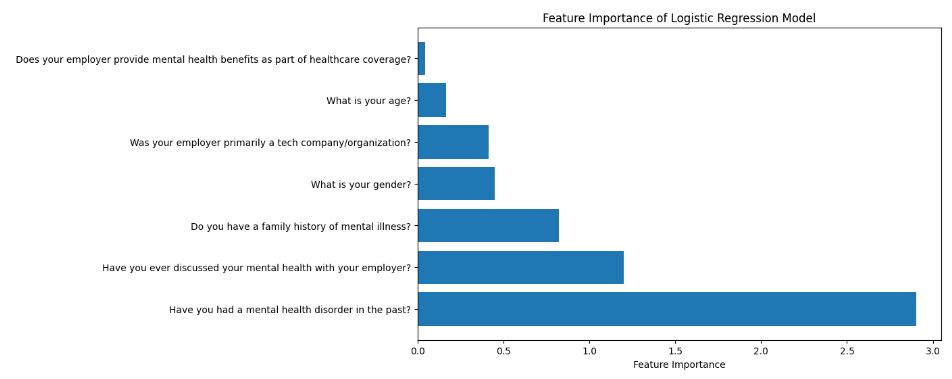 Feature Importance of Logistic Regression Model
Does your employer provide mental health benefits as part of healthcare coverage?
What is your age?
Was your employer primarily a tech company/organization?
What is your gender?
Do you have a family history of mental illness?
Have you ever discussed your mental health with your employer?
Have you had a mental health disorder in the past?
0.0 0.5 1.0 1.5 2.0 2.5 3.0
Feature Importance